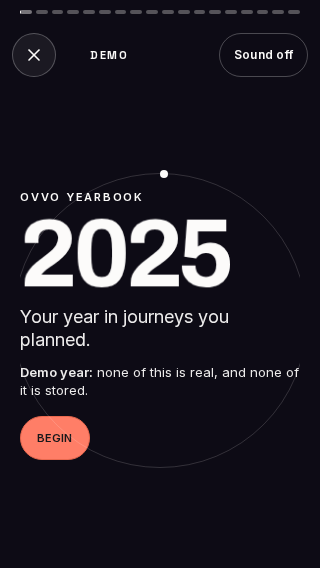 DEMO
Sound off
OVVO YEARBOOK
2025
Your year in journeys you
planned.
Demo year: none of this is real, and none of
it is stored.
BEGIN